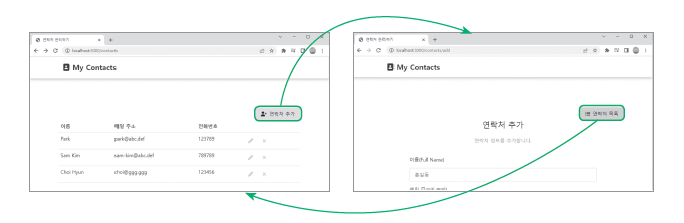 연락처 관리하기
localhost:5000/contacts
My Contacts
연락처 추가
이름 메일 주소 전화번호
Park park@abc.def 123789
Sam Kim sam-kim@abc.def 789789
Choi Hyun choi@ggg.ggg 123456
연락처 관리하기
localhost:5000/contacts/add
My Contacts
연락처 목록
연락처 추가
연락처 정보를 추가합니다.
이름(Full Name)
홍길동